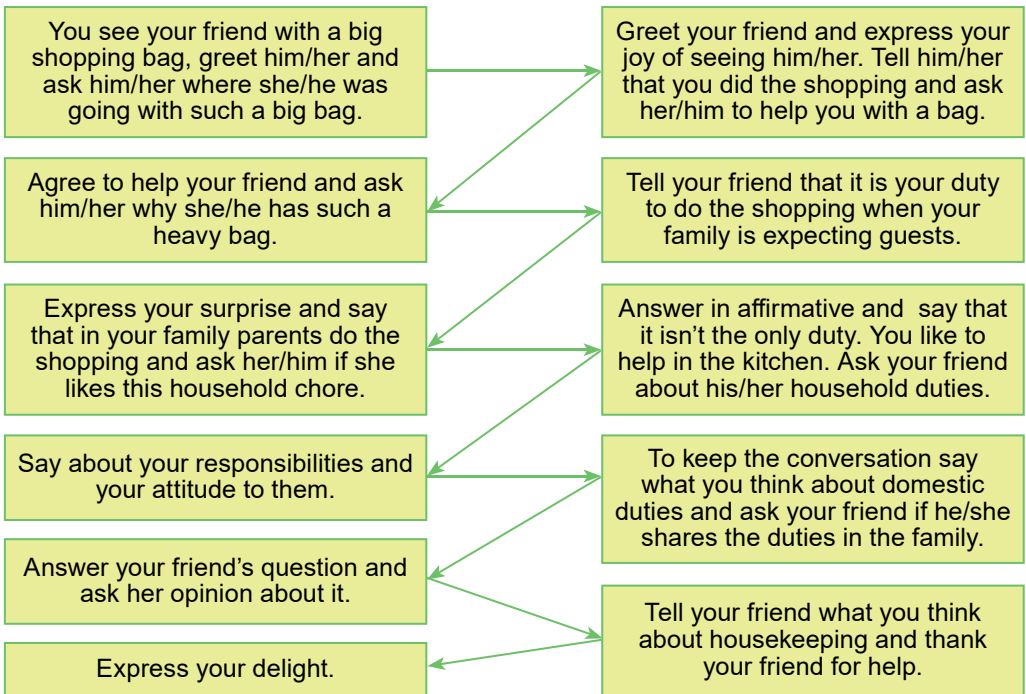 You see your friend with a big
shopping bag, greet him/her and
ask him/her where she/he was
going with such a big bag.
Greet your friend and express your
joy of seeing him/her. Tell him/her
that you did the shopping and ask
her/him to help you with a bag.
Agree to help your friend and ask
him/her why she/he has such a
heavy bag.
Tell your friend that it is your duty
to do the shopping when your
family is expecting guests.
Express your surprise and say
that in your family parents do the
shopping and ask her/him if she
likes this household chore.
Answer in affirmative and  say that
it isn’t the only duty. You like to
help in the kitchen. Ask your friend
about his/her household duties.
Say about your responsibilities and
your attitude to them.
To keep the conversation say
what you think about domestic
duties and ask your friend if he/she
shares the duties in the family.
Answer your friend’s question and
ask her opinion about it.
Tell your friend what you think
about housekeeping and thank
your friend for help.
Express your delight.